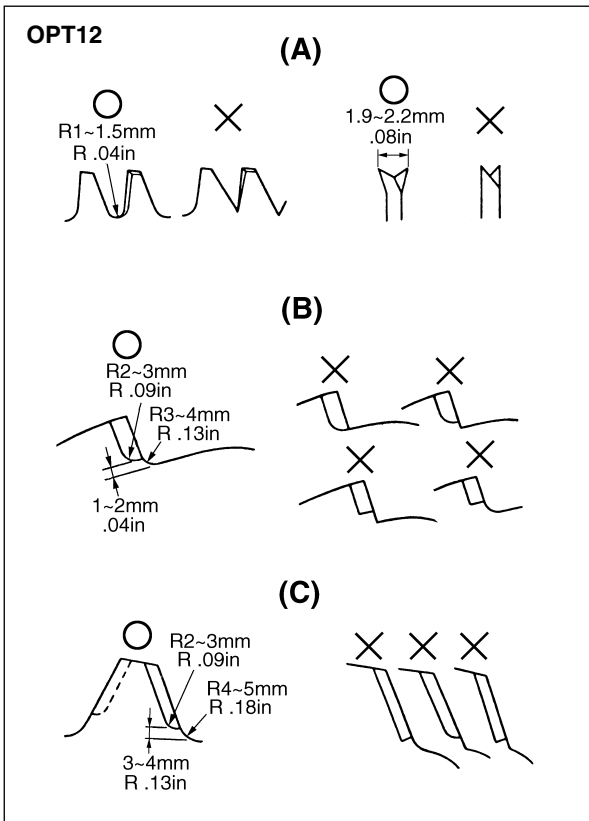 OPT12
(A)
R1~1.5mm
R .04in
1.9~2.2mm
.08in
(B)
R2~3mm
R .09in
R3~4mm
R .13in
1~2mm
.04in
(C)
R2~3mm
R .09in
R4~5mm
R .18in
3~4mm
R .13in